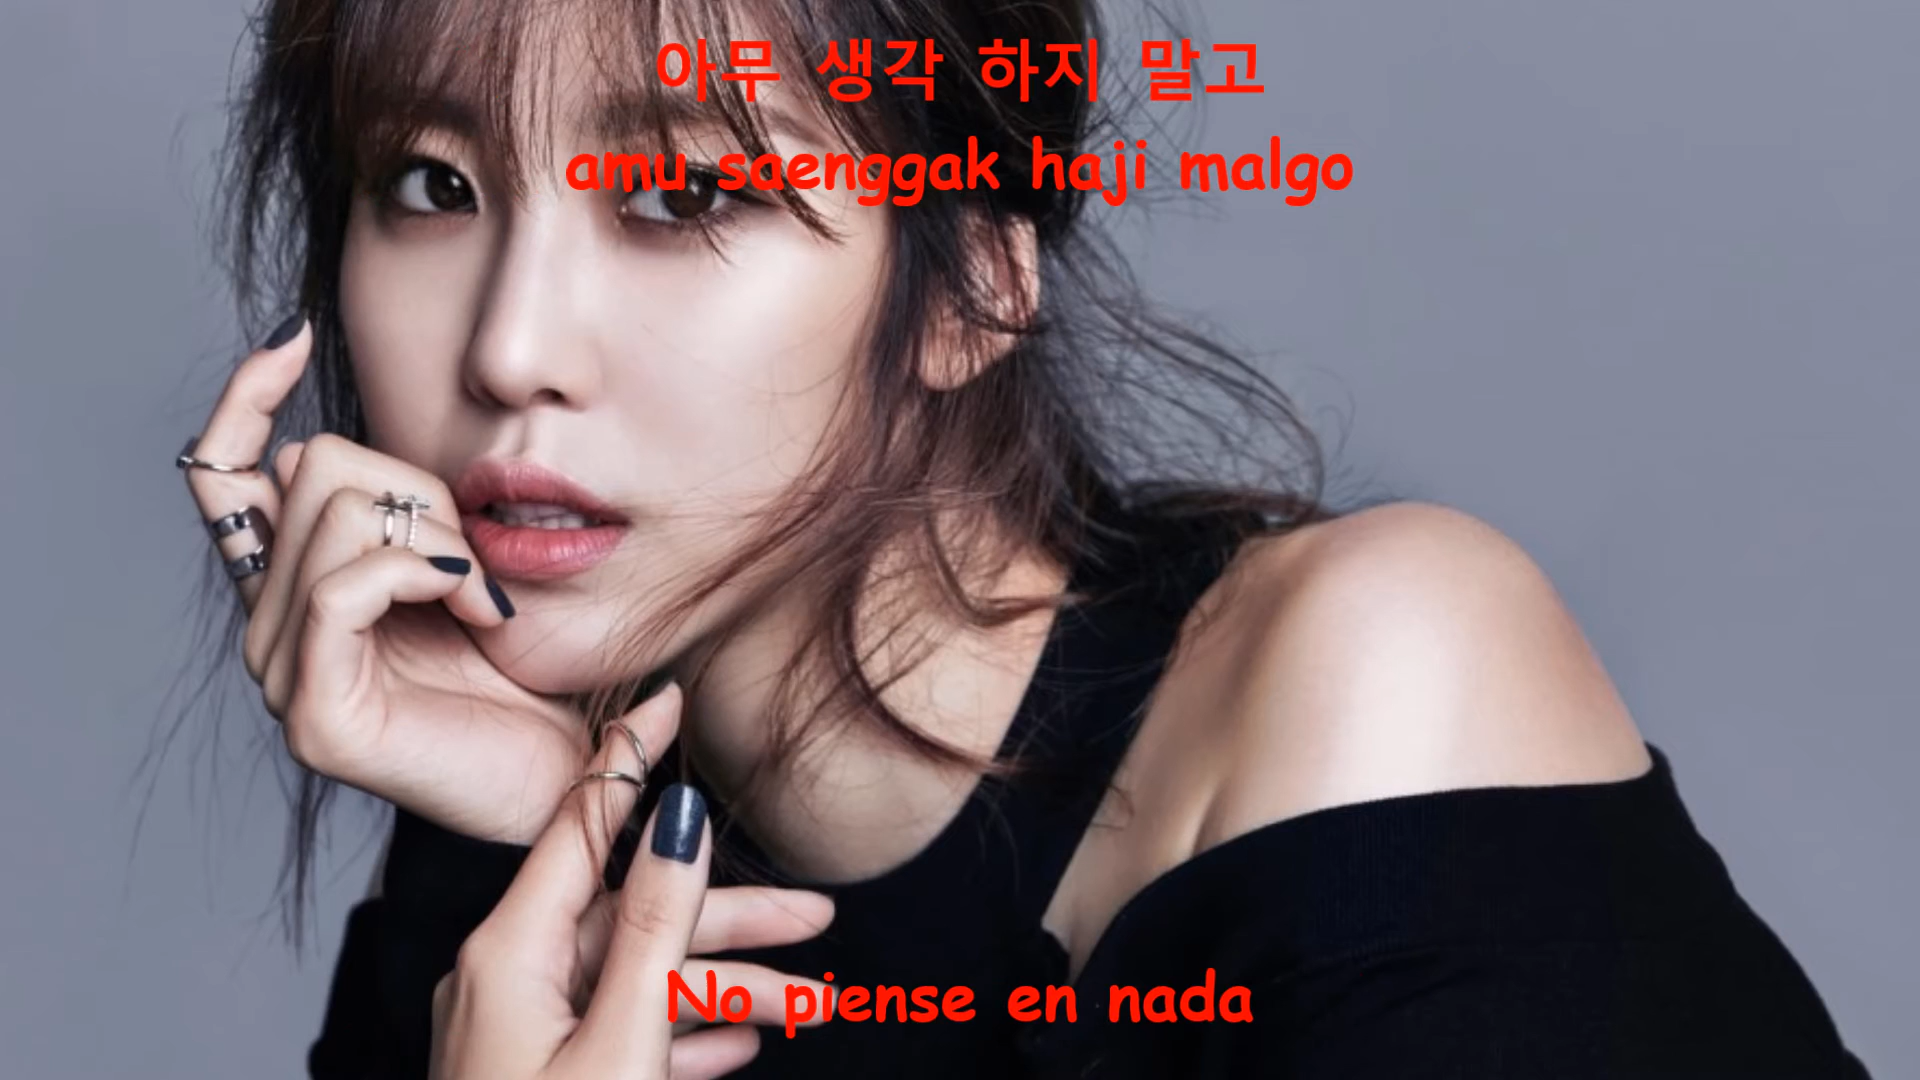 아무 생각 하지 말고
amu saenggak haji malgo
No piense en nada